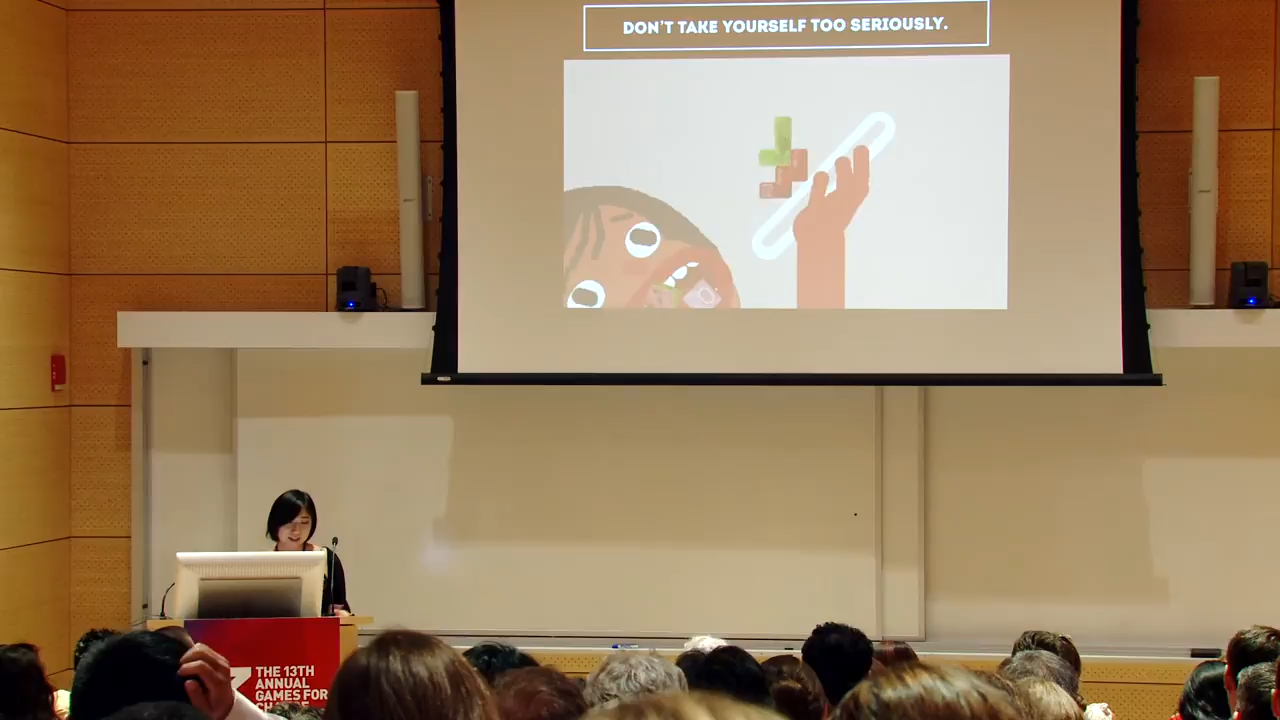 DON'T TAKE YOURSELF TOO SERIOUSLY.
THE 13TH
ANNUAL
GAMES FOR